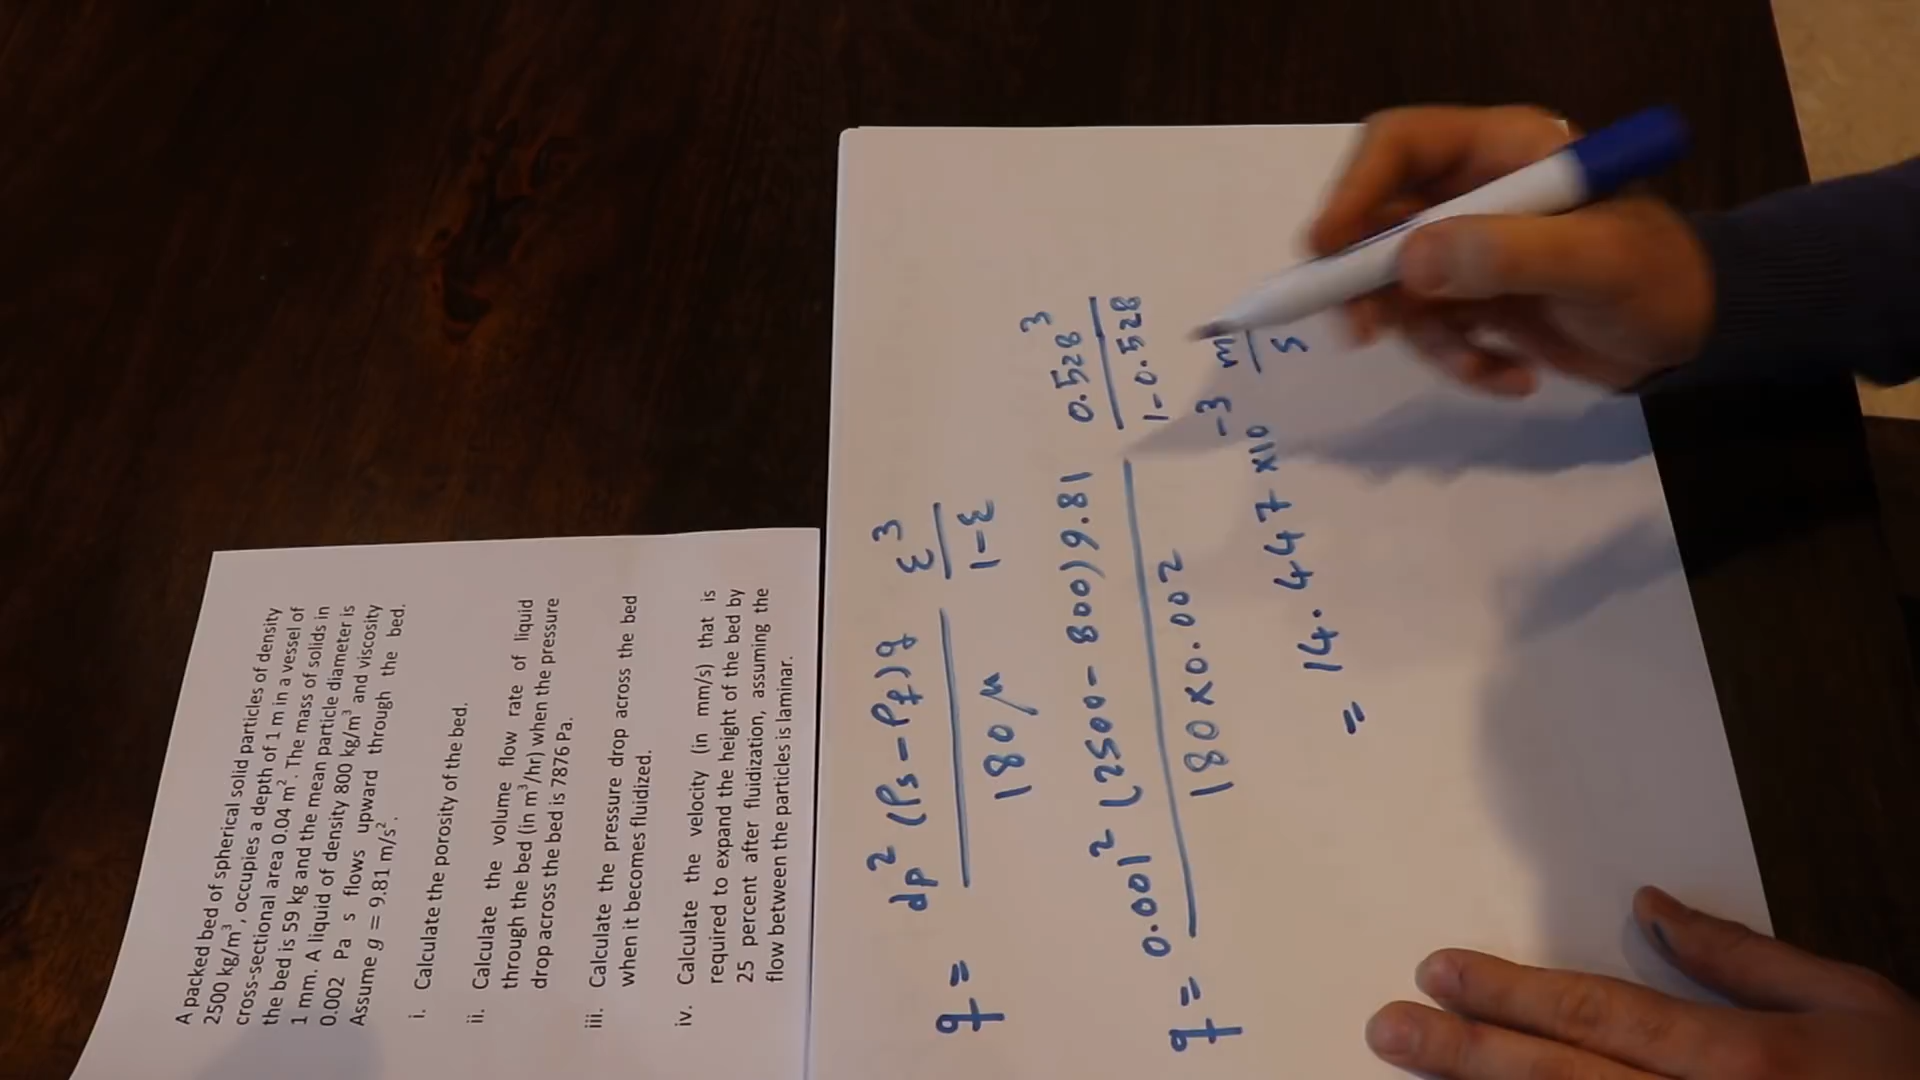 A packed bed of spherical solid particles of density
2500 kg/m³, occupies a depth of 1 m in a vessel of
cross-sectional area 0.04 m². The mass of solids in
the bed is 59 kg and the mean particle diameter is
1 mm. A liquid of density 800 kg/m³ and viscosity
0.002 Pa s flows upward through the bed.
Assume g = 9.81 m/s².
i. Calculate the porosity of the bed.
ii. Calculate the volume flow rate of liquid
through the bed (in m³/hr) when the pressure
drop across the bed is 7876 Pa.
iii. Calculate the pressure drop across the bed
when it becomes fluidized.
iv. Calculate the velocity (in mm/s) that is
required to expand the height of the bed by
25 percent after fluidization, assuming the
flow between the particles is laminar.
q = dp² (ρs - ρf) g ε³
180 μ 1-ε
q = 0.001² (2500 - 800) 9.81 0.528³
180 x 0.002 1-0.528
= 14.447 x10⁻³ m
s